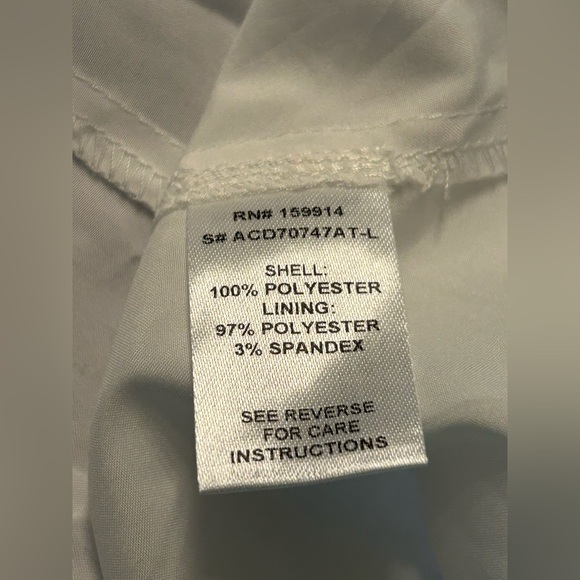 RN# 159914
S# ACD70747AT-L
SHELL:
100% POLYESTER
LINING:
97% POLYESTER
3% SPANDEX
SEE REVERSE
FOR CARE
INSTRUCTIONS